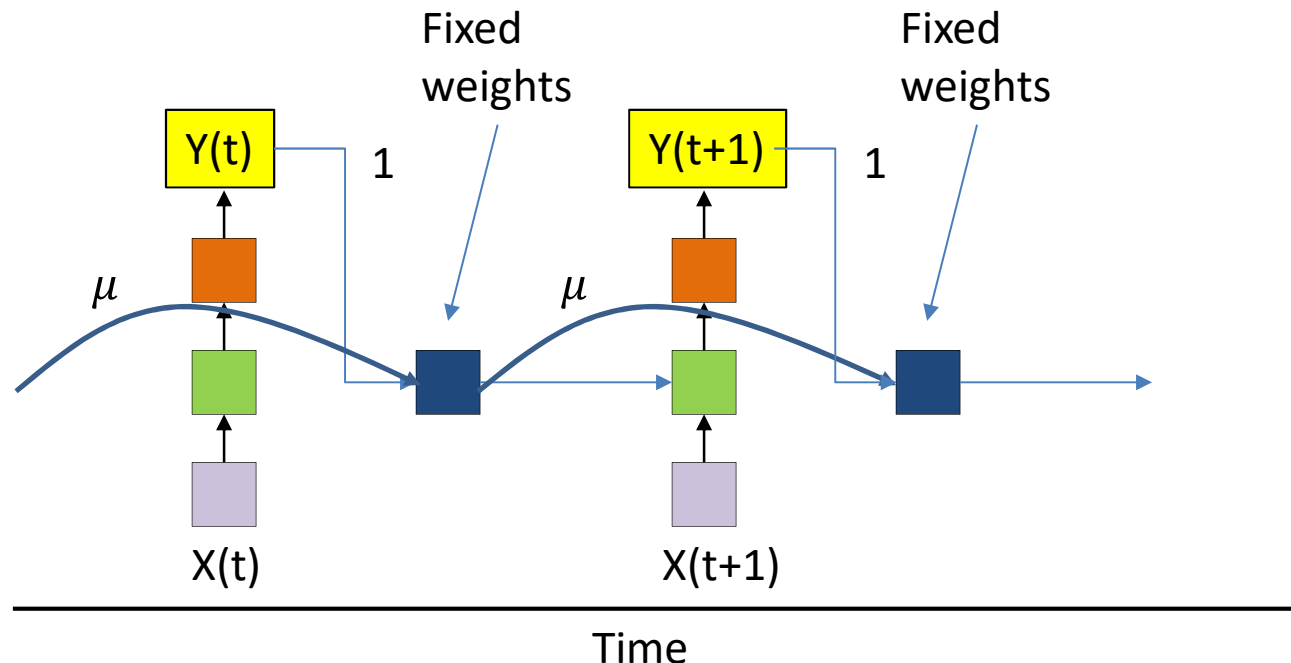 Fixed
weights
Fixed
weights
Y(t)
1
Y(t+1)
1
μ
μ
X(t)
X(t+1)
Time